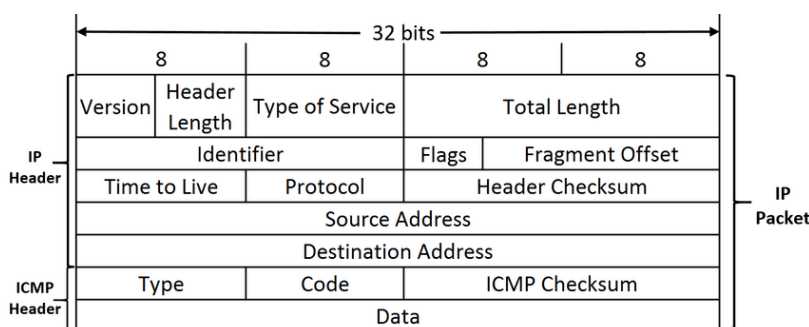 32 bits
8 8 8 8
Version Header Length Type of Service Total Length
Identifier Flags Fragment Offset
Time to Live Protocol Header Checksum
Source Address
Destination Address
Type Code ICMP Checksum
Data
IP Header
ICMP Header
IP Packet